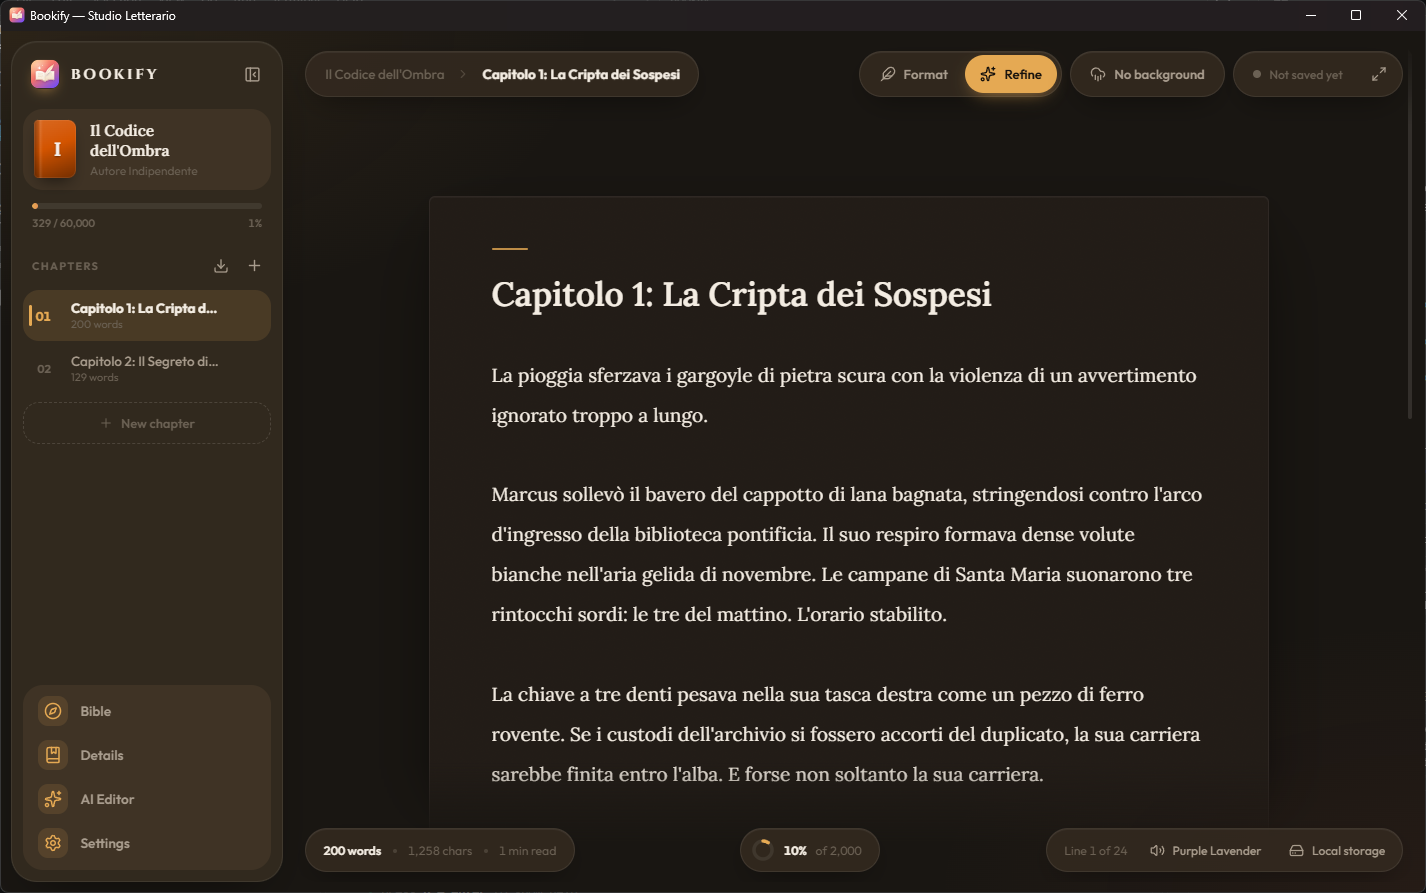 Bookify — Studio Letterario
BOOKIFY
I
Il Codice
dell'Ombra
Autore Indipendente
329 / 60,000
1%
CHAPTERS
01
Capitolo 1: La Cripta d...
200 words
02
Capitolo 2: Il Segreto di...
129 words
+ New chapter
Bible
Details
AI Editor
Settings
Il Codice dell'Ombra > Capitolo 1: La Cripta dei Sospesi
Format
Refine
No background
Not saved yet
Capitolo 1: La Cripta dei Sospesi
La pioggia sferzava i gargoyle di pietra scura con la violenza di un avvertimento
ignorato troppo a lungo.
Marcus sollevò il bavero del cappotto di lana bagnata, stringendosi contro l'arco
d'ingresso della biblioteca pontificia. Il suo respiro formava dense volute
bianche nell'aria gelida di novembre. Le campane di Santa Maria suonarono tre
rintocchi sordi: le tre del mattino. L'orario stabilito.
La chiave a tre denti pesava nella sua tasca destra come un pezzo di ferro
rovente. Se i custodi dell'archivio si fossero accorti del duplicato, la sua carriera
sarebbe finita entro l'alba. E forse non soltanto la sua carriera.
200 words • 1,258 chars • 1 min read
10% of 2,000
Line 1 of 24
Purple Lavender
Local storage